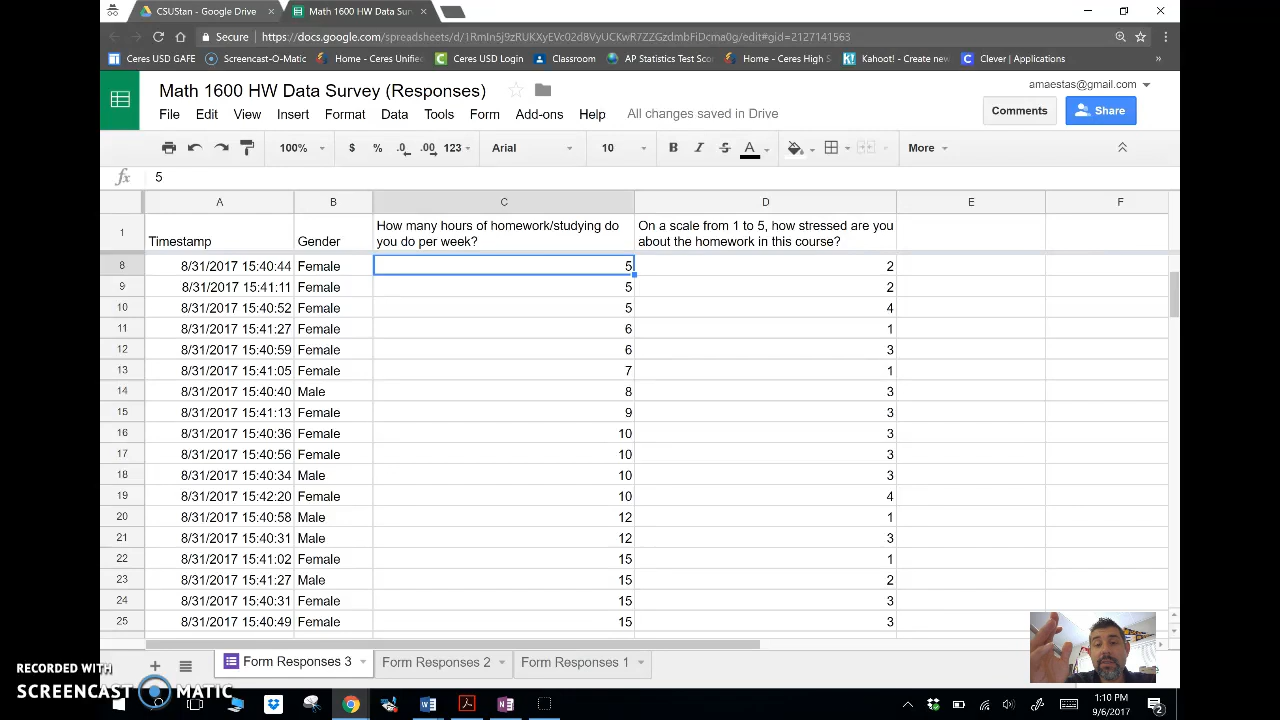 CSUStan - Google Drive × Math 1600 HW Data Sur ×
Secure https://docs.google.com/spreadsheets/d/1RmIn5j9zRUKXyEVc02d8VyUCKwR7ZZGzdmbFiDcma0g/edit#gid=2127141563
Ceres USD GAFE Screencast-O-Matic Home - Ceres Unified Ceres USD Login Classroom AP Statistics Test Sco Home - Ceres High S Kahoot! - Create new Clever | Applications »
Math 1600 HW Data Survey (Responses) amaestas@gmail.com
File Edit View Insert Format Data Tools Form Add-ons Help All changes saved in Drive Comments Share
100% $ % .0 .00 123 Arial 10 B I S A More
fx 5
A B C D E F
1 Timestamp Gender How many hours of homework/studying do you do per week? On a scale from 1 to 5, how stressed are you about the homework in this course?
8 8/31/2017 15:40:44 Female 5 2
9 8/31/2017 15:41:11 Female 5 2
10 8/31/2017 15:40:52 Female 5 4
11 8/31/2017 15:41:27 Female 6 1
12 8/31/2017 15:40:59 Female 6 3
13 8/31/2017 15:41:05 Female 7 1
14 8/31/2017 15:40:40 Male 8 3
15 8/31/2017 15:41:13 Female 9 3
16 8/31/2017 15:40:36 Female 10 3
17 8/31/2017 15:40:56 Female 10 3
18 8/31/2017 15:40:34 Male 10 3
19 8/31/2017 15:42:20 Female 10 4
20 8/31/2017 15:40:58 Male 12 1
21 8/31/2017 15:40:31 Male 12 3
22 8/31/2017 15:41:02 Female 15 1
23 8/31/2017 15:41:27 Male 15 2
24 8/31/2017 15:40:31 Female 15 3
25 8/31/2017 15:40:49 Female 15 3
+ Form Responses 3 Form Responses 2 Form Responses 1
RECORDED WITH
SCREENCAST MATIC
1:10 PM
9/6/2017
2